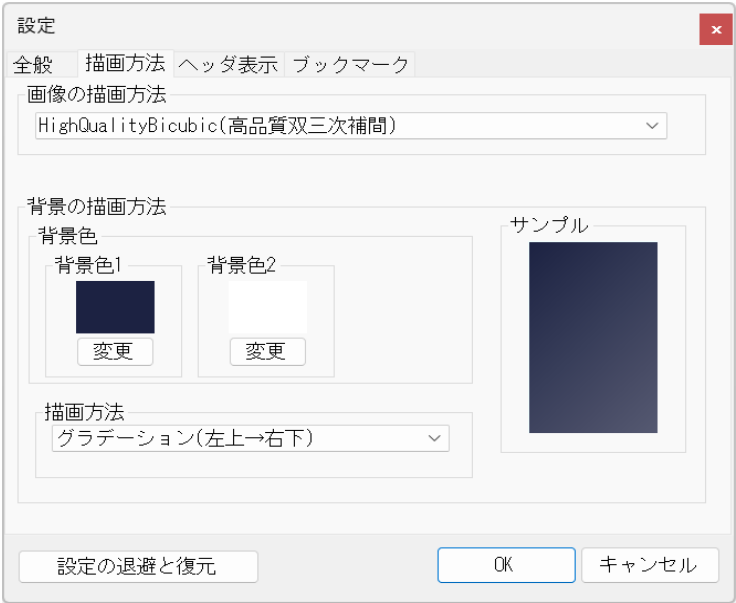 設定
全般 描画方法 ヘッダ表示 ブックマーク
画像の描画方法
HighQualityBicubic(高品質双三次補間)
背景の描画方法
背景色
背景色1 背景色2
変更 変更
描画方法
グラデーション(左上→右下)
サンプル
設定の退避と復元 OK キャンセル